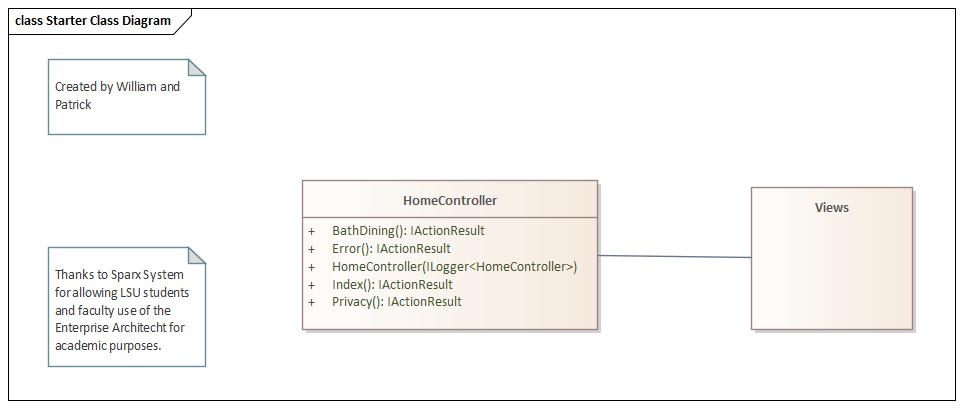 class Starter Class Diagram
Created by William and
Patrick
HomeController
+ BathDining(): IActionResult
+ Error(): IActionResult
+ HomeController(ILogger<HomeController>)
+ Index(): IActionResult
+ Privacy(): IActionResult
Views
Thanks to Sparx System
for allowing LSU students
and faculty use of the
Enterprise Architecht for
academic purposes.